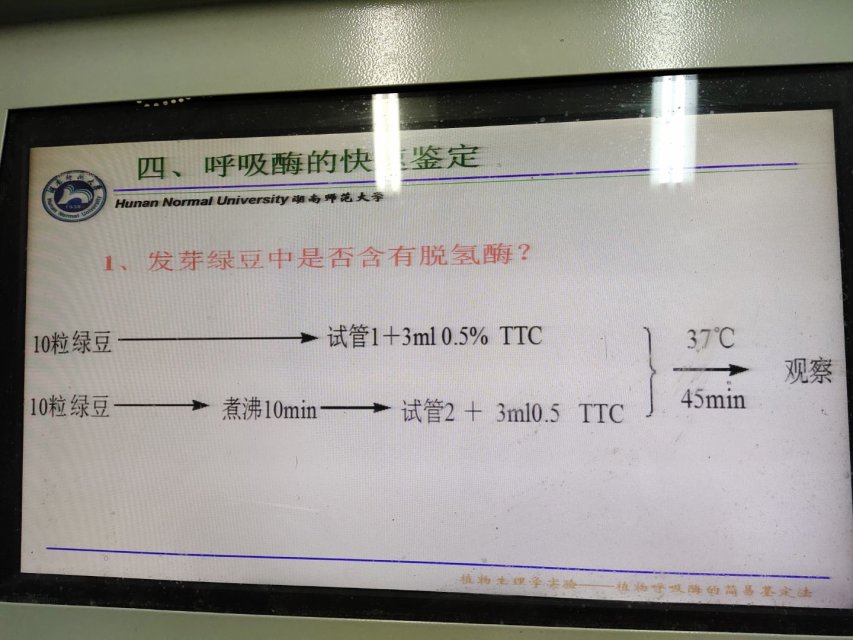 四、呼吸酶的快速鉴定
Hunan Normal University 湖南师范大学
1、发芽绿豆中是否含有脱氢酶？
10粒绿豆 试管1＋3ml 0.5% TTC
37℃
45min
观察
10粒绿豆 煮沸10min 试管2 ＋ 3ml0.5 TTC
植物生理学实验——植物呼吸酶的简易鉴定法